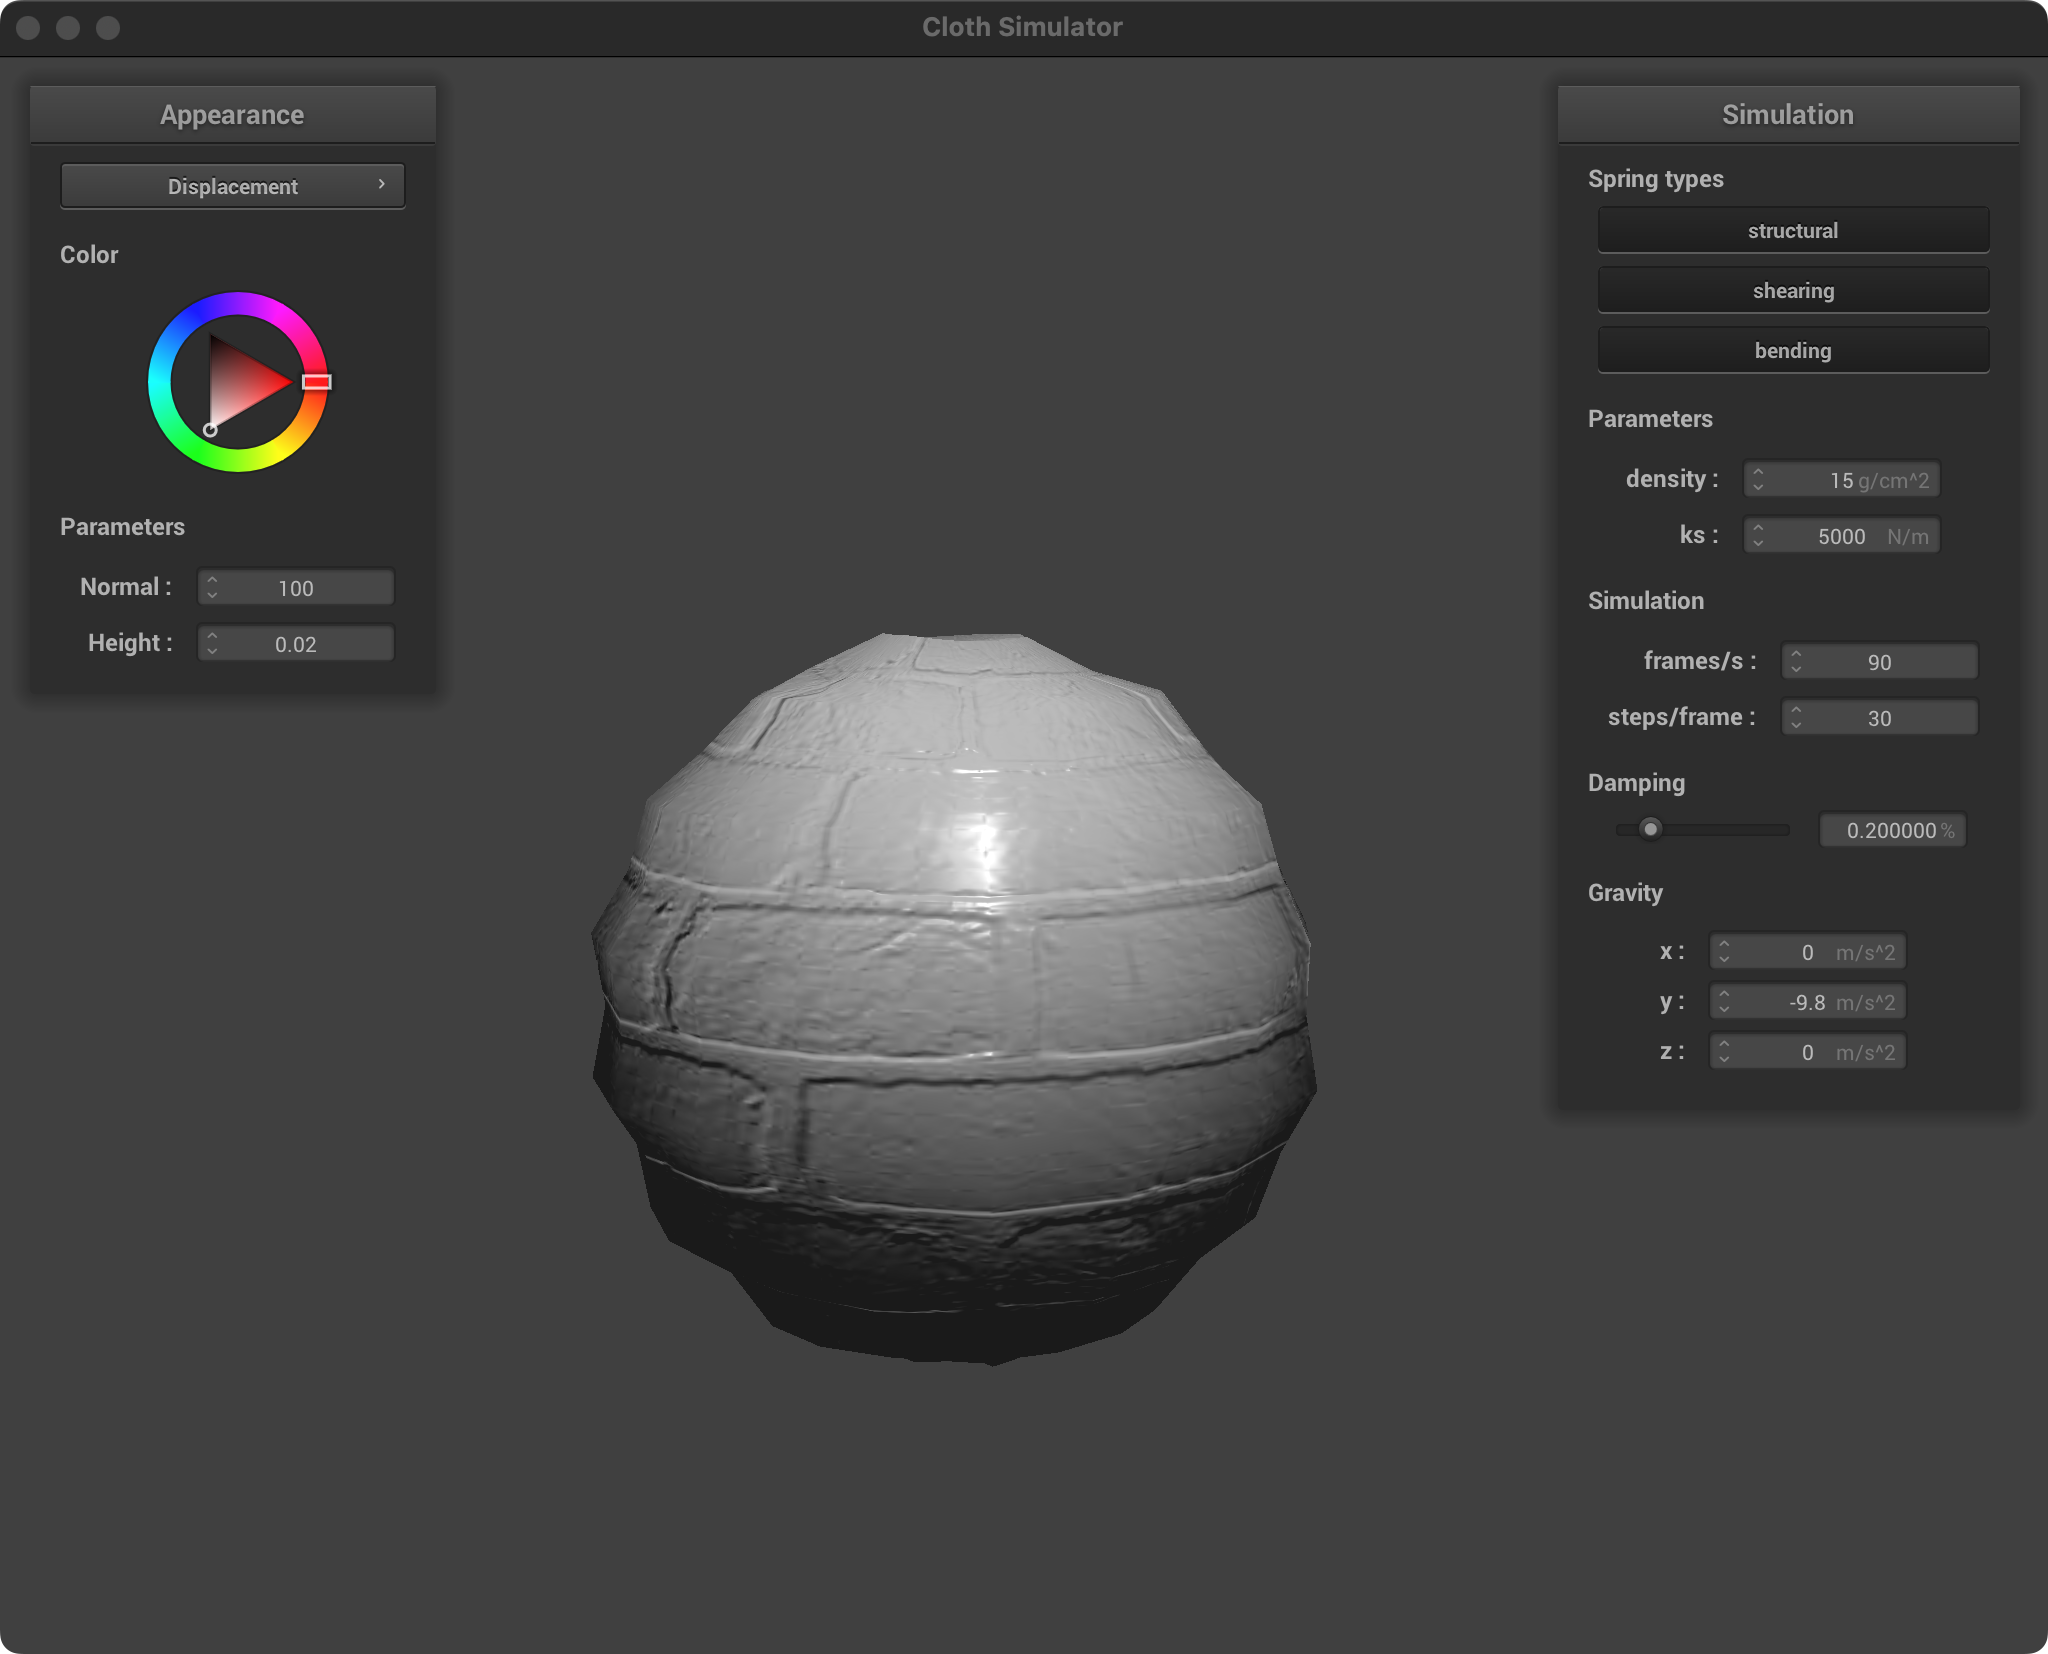 Cloth Simulator
Appearance
Displacement
Color
Parameters
Normal : 100
Height : 0.02
Simulation
Spring types
structural
shearing
bending
Parameters
density : 15 g/cm^2
ks : 5000 N/m
Simulation
frames/s : 90
steps/frame : 30
Damping
0.200000 %
Gravity
x : 0 m/s^2
y : -9.8 m/s^2
z : 0 m/s^2